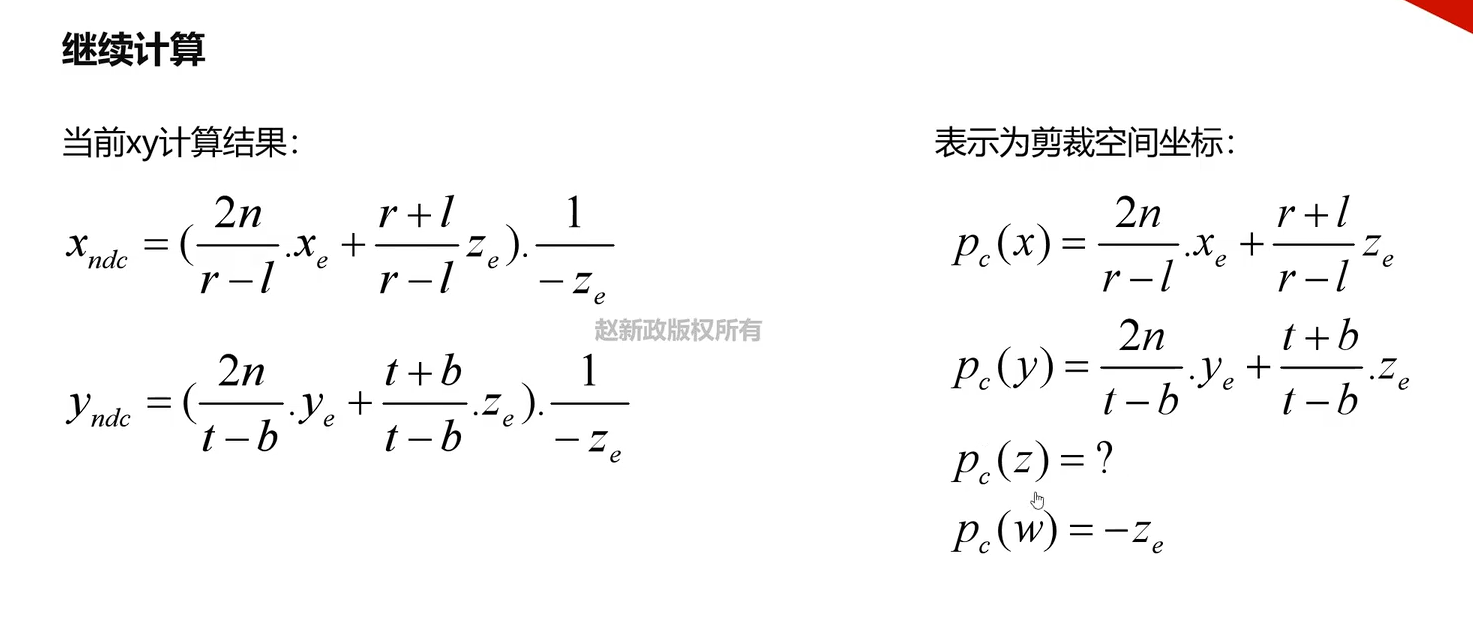 继续计算
当前xy计算结果:
x_{ndc} = (\frac{2n}{r-l}.x_e + \frac{r+l}{r-l}z_e).\frac{1}{-z_e}
y_{ndc} = (\frac{2n}{t-b}.y_e + \frac{t+b}{t-b}.z_e).\frac{1}{-z_e}
赵新政版权所有
表示为剪裁空间坐标:
p_c(x) = \frac{2n}{r-l}.x_e + \frac{r+l}{r-l}z_e
p_c(y) = \frac{2n}{t-b}.y_e + \frac{t+b}{t-b}.z_e
p_c(z) = ?
p_c(w) = -z_e